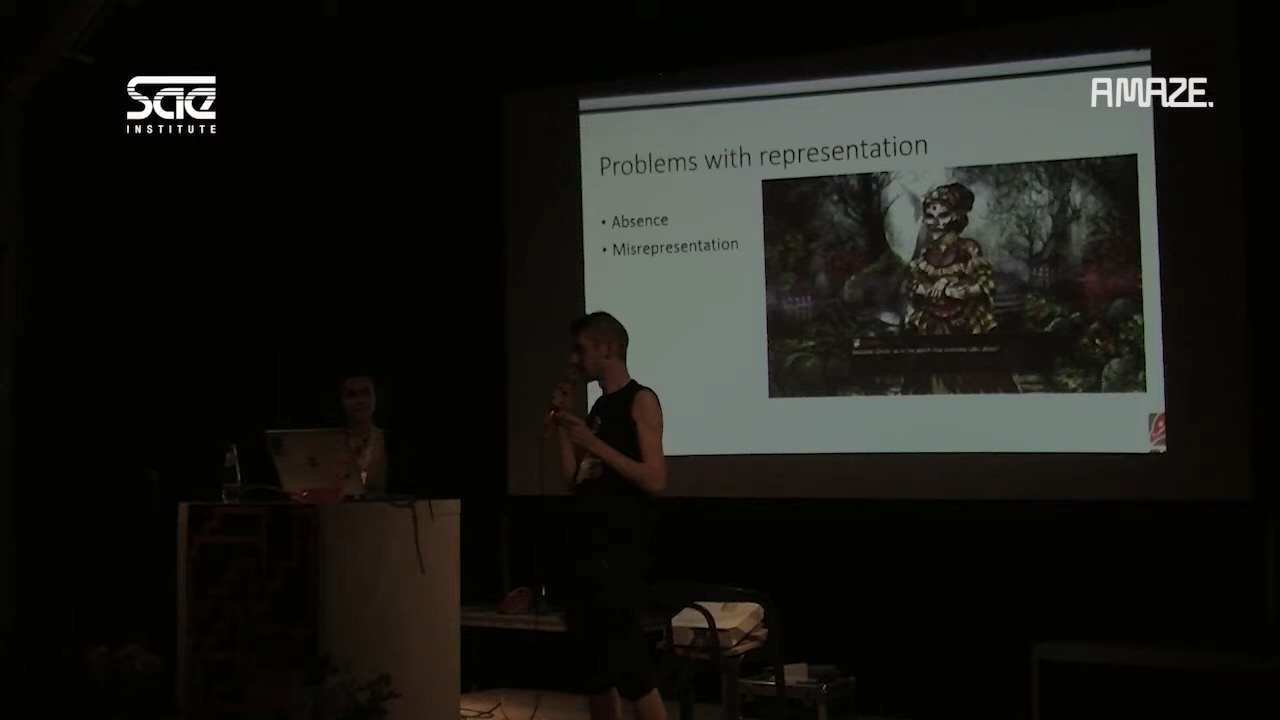 Sae
INSTITUTE
AMAZE.
Problems with representation
• Absence
• Misrepresentation